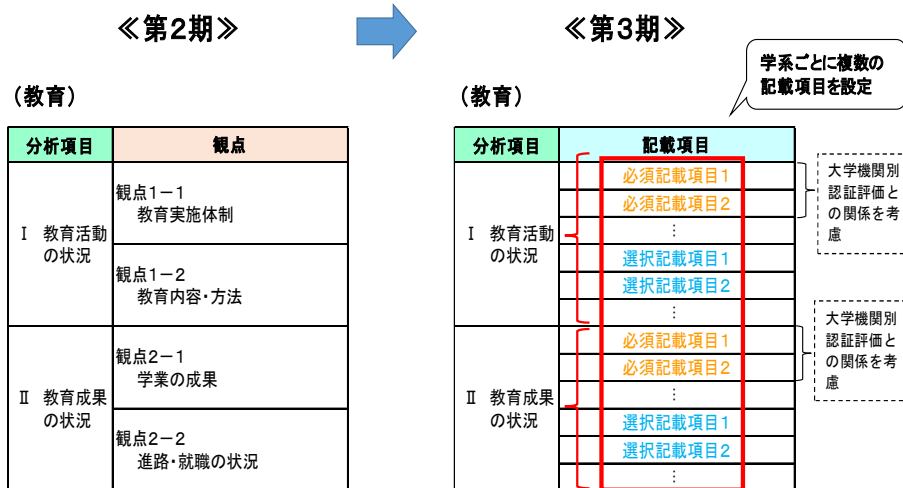 ≪第2期≫
≪第3期≫
学系ごとに複数の
記載項目を設定
（教育）
分析項目
観点
Ⅰ 教育活動
の状況
観点1－1
教育実施体制
観点1－2
教育内容・方法
Ⅱ 教育成果
の状況
観点2－1
学業の成果
観点2－2
進路・就職の状況
（教育）
分析項目
記載項目
Ⅰ 教育活動
の状況
必須記載項目1
必須記載項目2
⋮
選択記載項目1
選択記載項目2
⋮
大学機関別
認証評価と
の関係を考
慮
Ⅱ 教育成果
の状況
必須記載項目1
必須記載項目2
⋮
選択記載項目1
選択記載項目2
⋮
大学機関別
認証評価と
の関係を考
慮